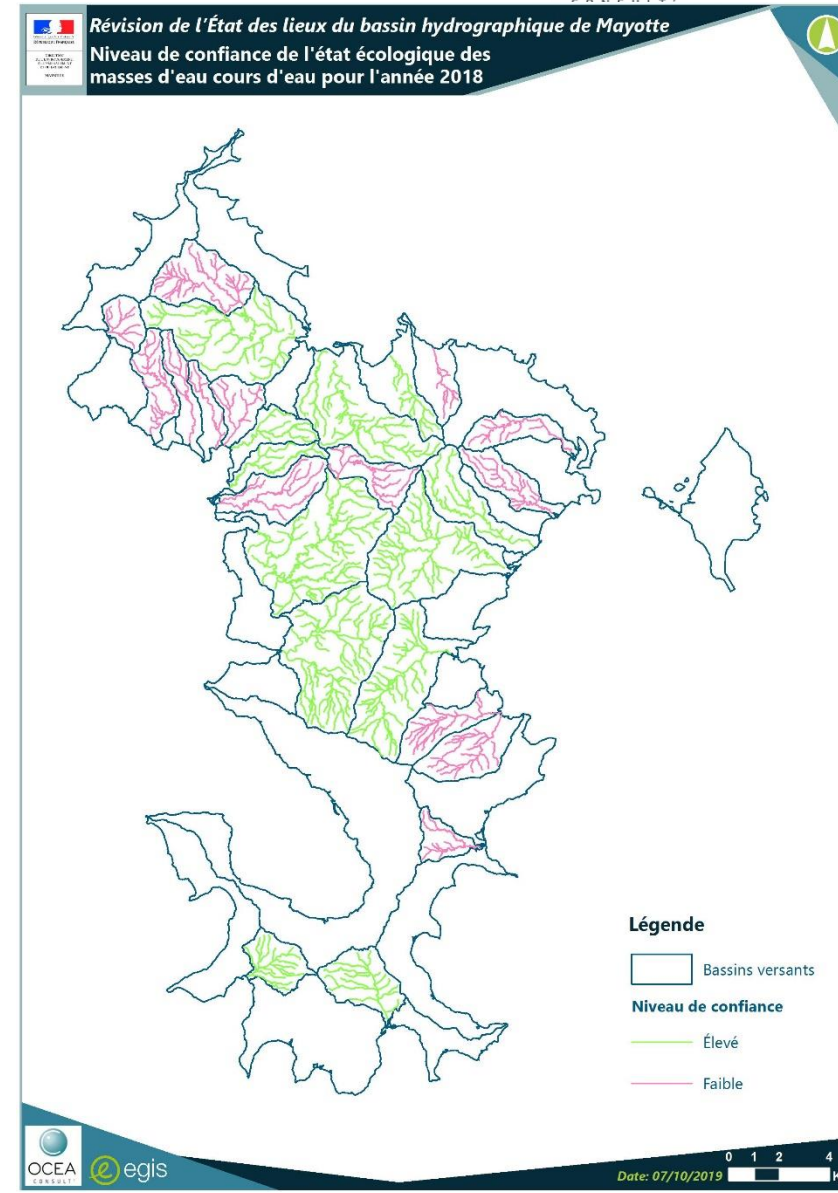 Révision de l'État des lieux du bassin hydrographique de Mayotte
Niveau de confiance de l'état écologique des
masses d'eau cours d'eau pour l'année 2018
MAYOTTE
Légende
Bassins versants
Niveau de confiance
Élevé
Faible
OCEA
CONSULT'
egis
0 1 2 4
Date: 07/10/2019